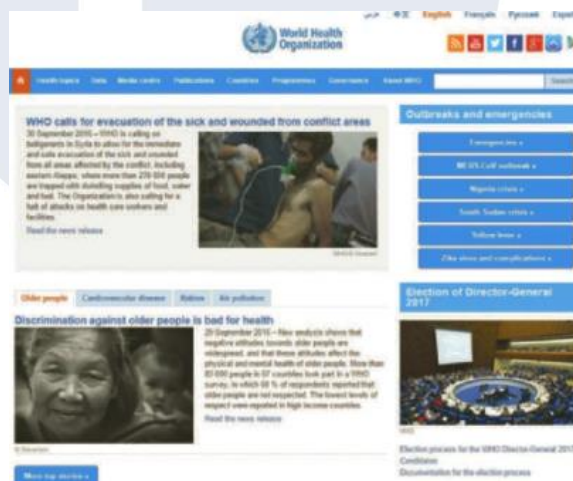 عربي 中文 English Français Русский Españ
World Health
Organization
Health topics Data Media centre Publications Countries Programmes Governance About WHO Search
WHO calls for evacuation of the sick and wounded from conflict areas
30 September 2016 – WHO is calling on
belligerents in Syria to allow for the immediate
and safe evacuation of the sick and wounded
from all areas affected by the conflict, including
eastern Aleppo, where more than 270 000 people
are trapped with dwindling supplies of food, water
and fuel. The Organization is also calling for a
halt of attacks on health care workers and
facilities.
Read the news release
Outbreaks and emergencies
Emergencies »
MERS-CoV outbreak »
Nigeria crisis »
South Sudan crisis »
Yellow fever »
Zika virus and complications »
Older people Cardiovascular disease Rabies Air pollution
Discrimination against older people is bad for health
29 September 2016 – New analysis shows that
negative attitudes towards older people are
widespread, and that these attitudes affect the
physical and mental health of older people. More than
83 000 people in 57 countries took part in a WHO
survey, in which 60 % of respondents reported that
older people are not respected. The lowest levels of
respect were reported in high income countries.
Read the news release
More top stories »
Election of Director-General
2017
WHO
Election process for the WHO Director-General 2017
Candidates
Documentation for the election process